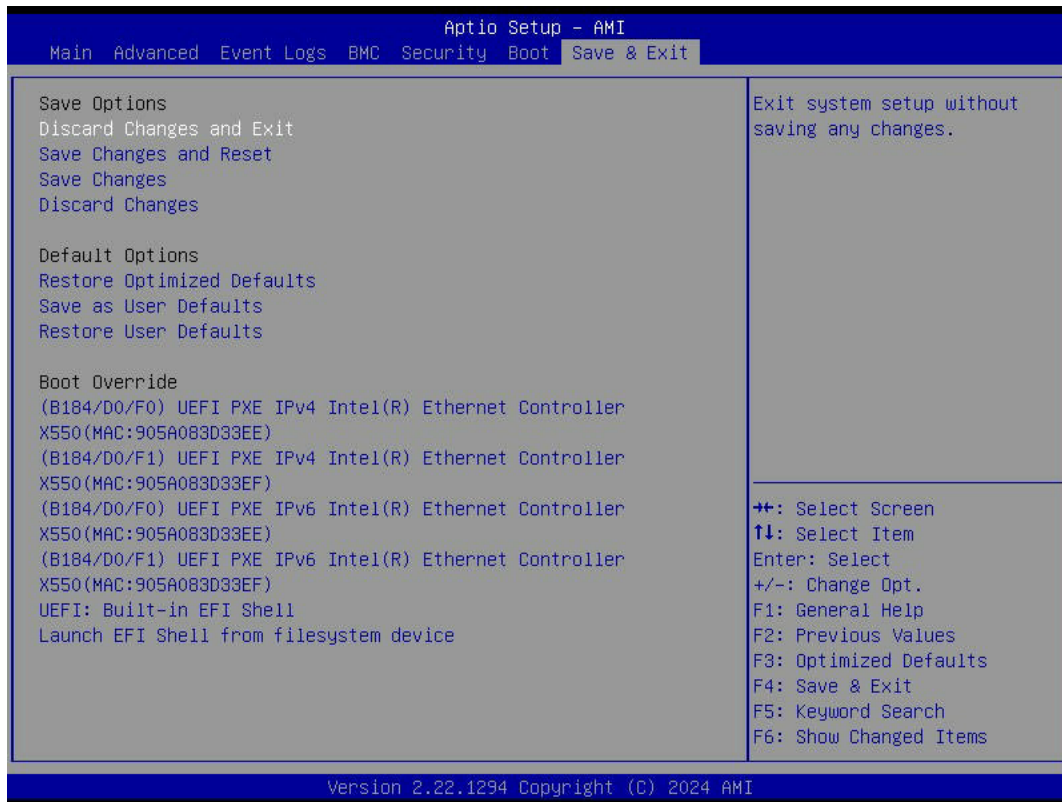 Aptio Setup – AMI
Main Advanced Event Logs BMC Security Boot Save & Exit
Save Options
Discard Changes and Exit
Save Changes and Reset
Save Changes
Discard Changes
Default Options
Restore Optimized Defaults
Save as User Defaults
Restore User Defaults
Boot Override
(B184/D0/F0) UEFI PXE IPv4 Intel(R) Ethernet Controller
X550(MAC:905A083D33EE)
(B184/D0/F1) UEFI PXE IPv4 Intel(R) Ethernet Controller
X550(MAC:905A083D33EF)
(B184/D0/F0) UEFI PXE IPv6 Intel(R) Ethernet Controller
X550(MAC:905A083D33EE)
(B184/D0/F1) UEFI PXE IPv6 Intel(R) Ethernet Controller
X550(MAC:905A083D33EF)
UEFI: Built-in EFI Shell
Launch EFI Shell from filesystem device
Exit system setup without
saving any changes.
→←: Select Screen
↑↓: Select Item
Enter: Select
+/-: Change Opt.
F1: General Help
F2: Previous Values
F3: Optimized Defaults
F4: Save & Exit
F5: Keyword Search
F6: Show Changed Items
Version 2.22.1294 Copyright (C) 2024 AMI